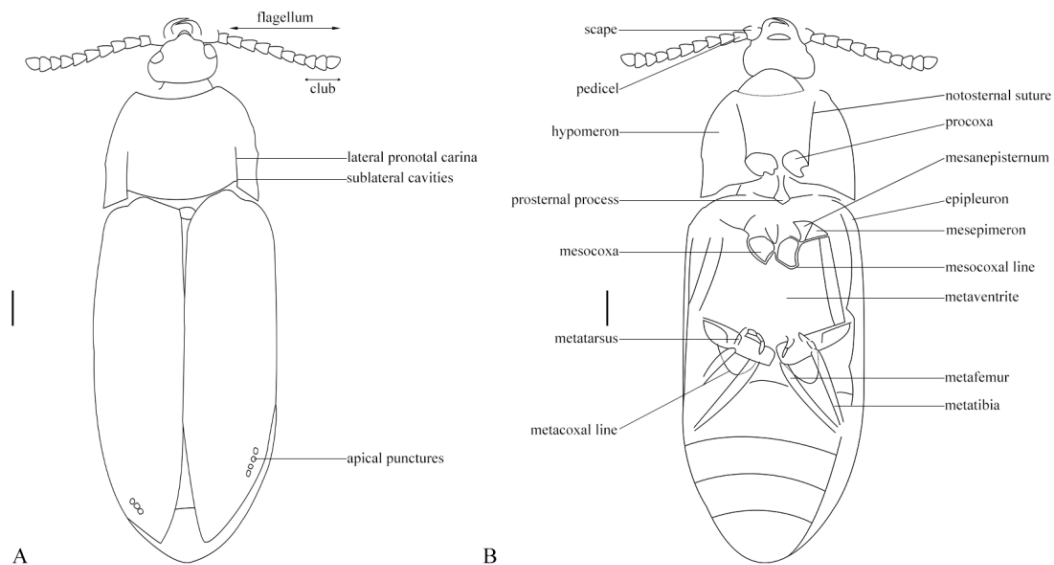 flagellum
club
lateral pronotal carina
sublateral cavities
apical punctures
A
scape
pedicel
hypomeron
prosternal process
mesocoxa
metatarsus
metacoxal line
notosternal suture
procoxa
mesanepisternum
epipleuron
mesepimeron
mesocoxal line
metaventrite
metafemur
metatibia
B